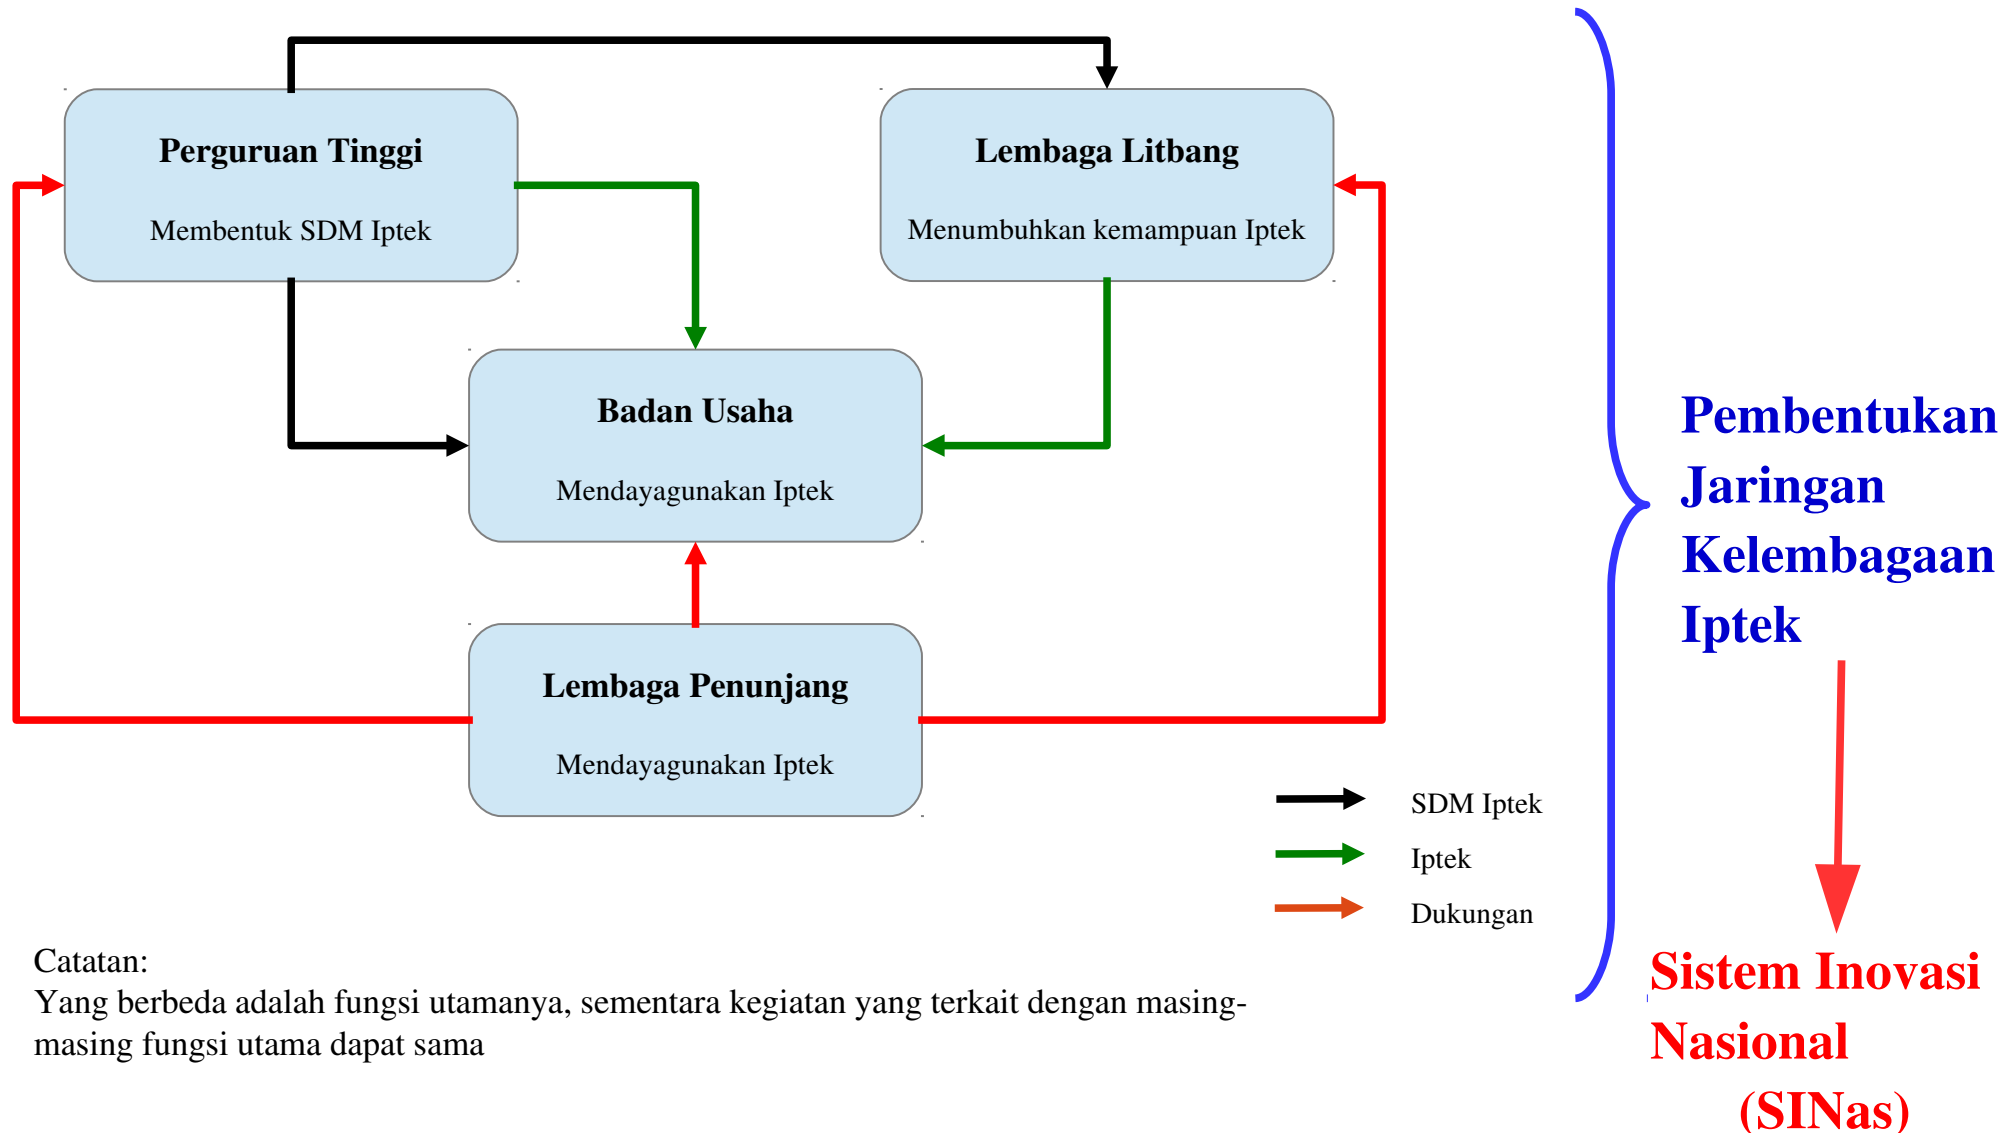 Perguruan Tinggi
Membentuk SDM Iptek
Lembaga Litbang
Menumbuhkan kemampuan Iptek
Badan Usaha
Mendayagunakan Iptek
Lembaga Penunjang
Mendayagunakan Iptek
SDM Iptek
Iptek
Dukungan
Catatan:
Yang berbeda adalah fungsi utamanya, sementara kegiatan yang terkait dengan masing-
masing fungsi utama dapat sama
Pembentukan
Jaringan
Kelembagaan
Iptek
Sistem Inovasi
Nasional
(SINas)